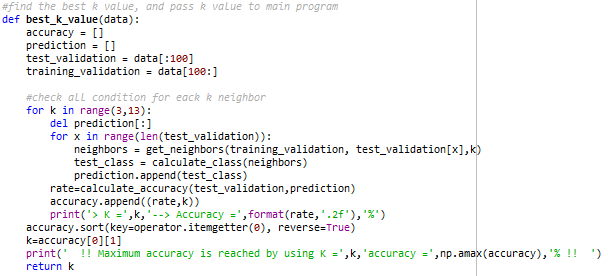 #find the best k value, and pass k value to main program
def best_k_value(data):
    accuracy = []
    prediction = []
    test_validation = data[:100]
    training_validation = data[100:]

    #check all condition for eack k neighbor
    for k in range(3,13):
        del prediction[:]
        for x in range(len(test_validation)):
            neighbors = get_neighbors(training_validation, test_validation[x],k)
            test_class = calculate_class(neighbors)
            prediction.append(test_class)
        rate=calculate_accuracy(test_validation,prediction)
        accuracy.append((rate,k))
        print('> K =',k,'--> Accuracy =',format(rate,'.2f'),'%')
    accuracy.sort(key=operator.itemgetter(0), reverse=True)
    k=accuracy[0][1]
    print('  !! Maximum accuracy is reached by using K =',k,'accuracy =',np.amax(accuracy),'% !!  ')
    return k